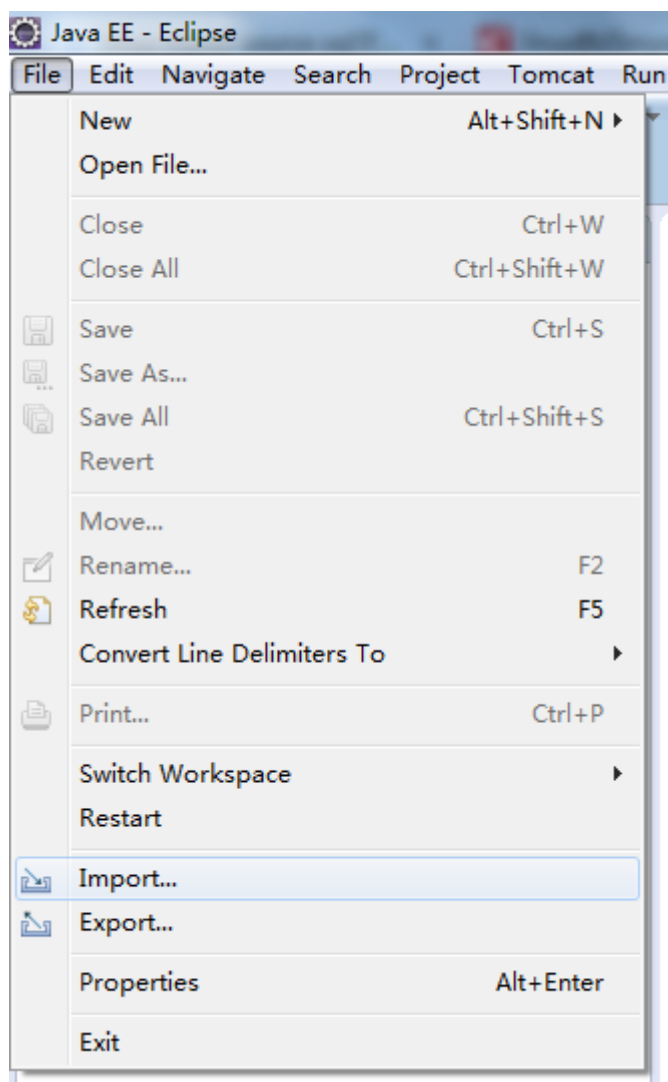 Java EE - Eclipse
File Edit Navigate Search Project Tomcat Run
New Alt+Shift+N
Open File...
Close Ctrl+W
Close All Ctrl+Shift+W
Save Ctrl+S
Save As...
Save All Ctrl+Shift+S
Revert
Move...
Rename... F2
Refresh F5
Convert Line Delimiters To
Print... Ctrl+P
Switch Workspace
Restart
Import...
Export...
Properties Alt+Enter
Exit